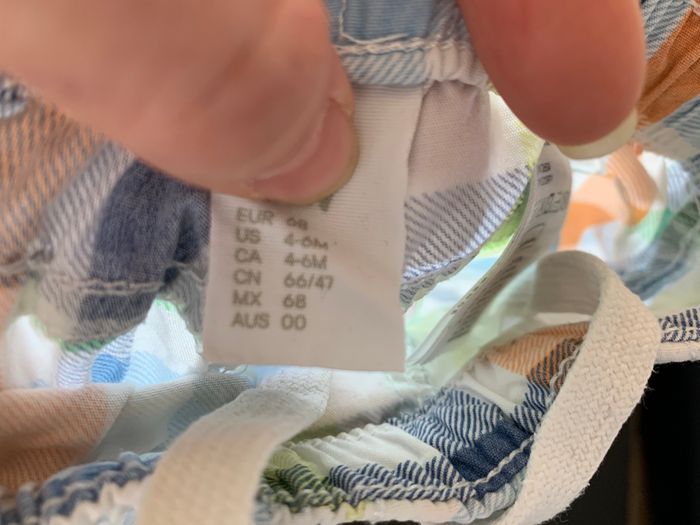 EUR 68
US 4-6M
CA 4-6M
CN 66/47
MX 68
AUS 00